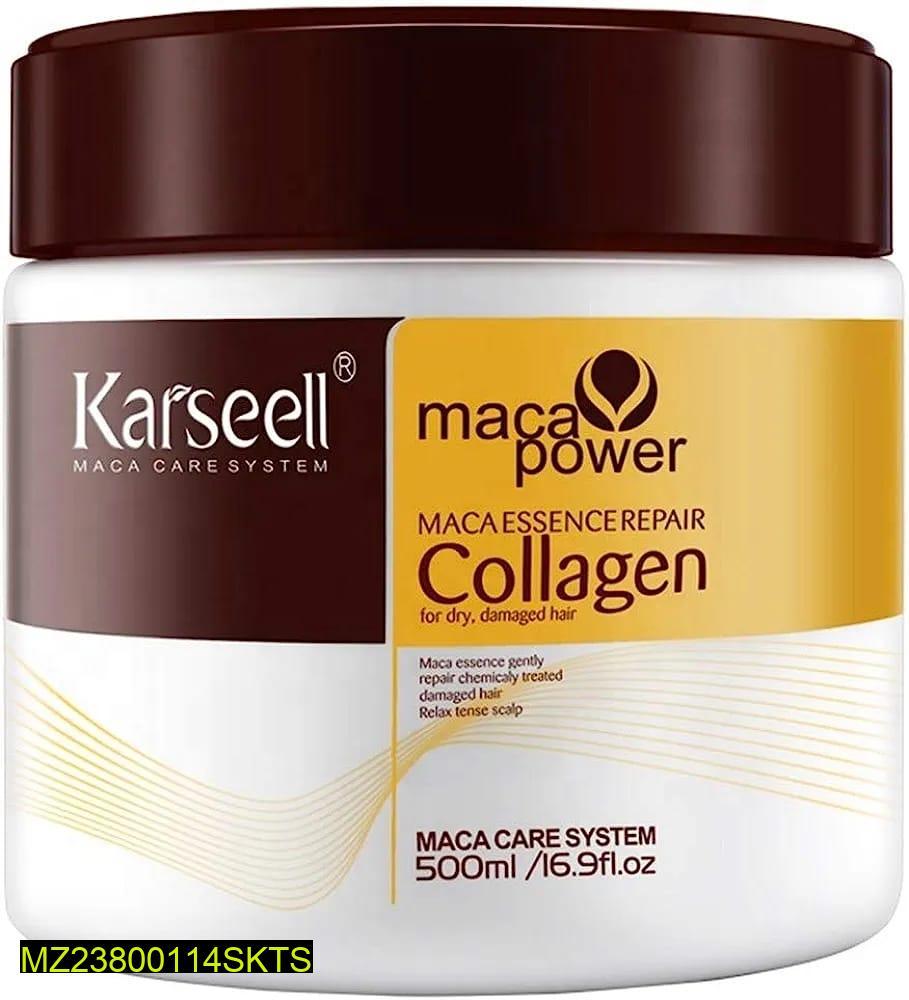 Karseell®
MACA CARE SYSTEM
maca
power
MACA ESSENCE REPAIR
Collagen
for dry, damaged hair
Maca essence gently
repair chemicaly treated
damaged hair
Relax tense scalp
MACA CARE SYSTEM
500ml /16.9fl.oz
MZ23800114SKTS